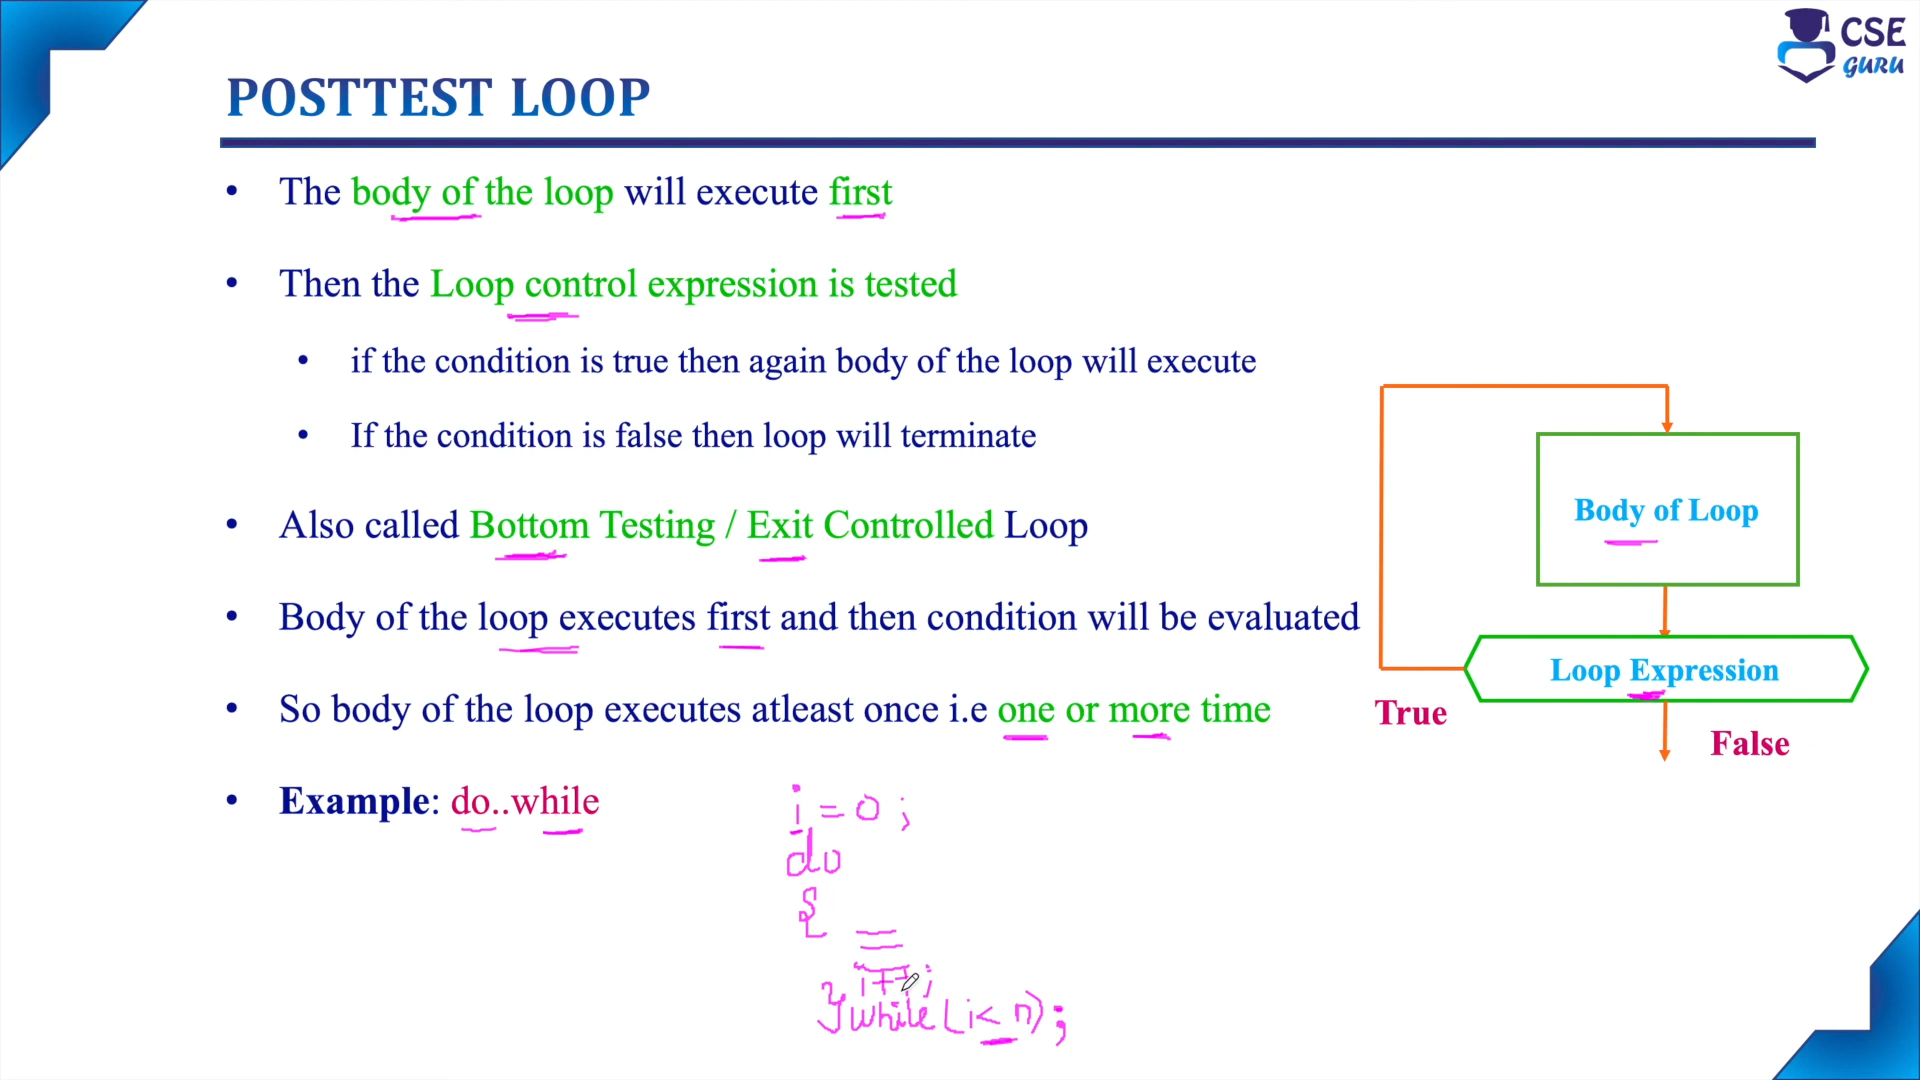 CSE
GURU
POSTTEST LOOP
• The body of the loop will execute first
• Then the Loop control expression is tested
• if the condition is true then again body of the loop will execute
• If the condition is false then loop will terminate
• Also called Bottom Testing / Exit Controlled Loop
• Body of the loop executes first and then condition will be evaluated
• So body of the loop executes atleast once i.e one or more time
• Example: do..while
Body of Loop
Loop Expression
True
False
i = 0 ;
do
{
i++;
} while (i < n);